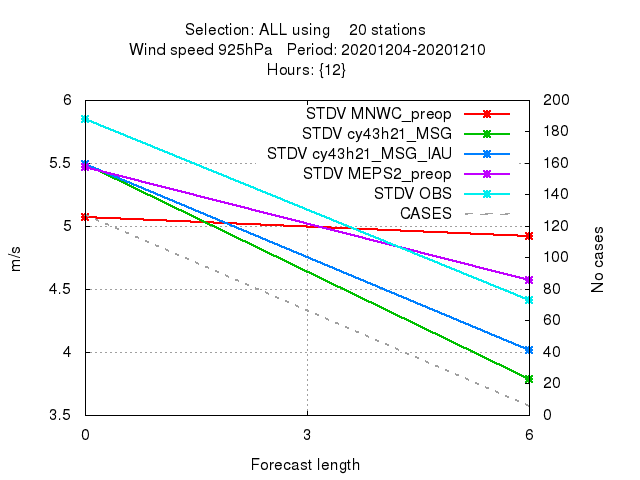 Selection: ALL using    20 stations
Wind speed 925hPa   Period: 20201204-20201210
Hours: {12}
6
5.5
5
4.5
4
3.5
m/s
200
180
160
140
120
100
80
60
40
20
0
No cases
STDV MNWC_preop
STDV cy43h21_MSG
STDV cy43h21_MSG_IAU
STDV MEPS2_preop
STDV OBS
CASES
0 3 6
Forecast length